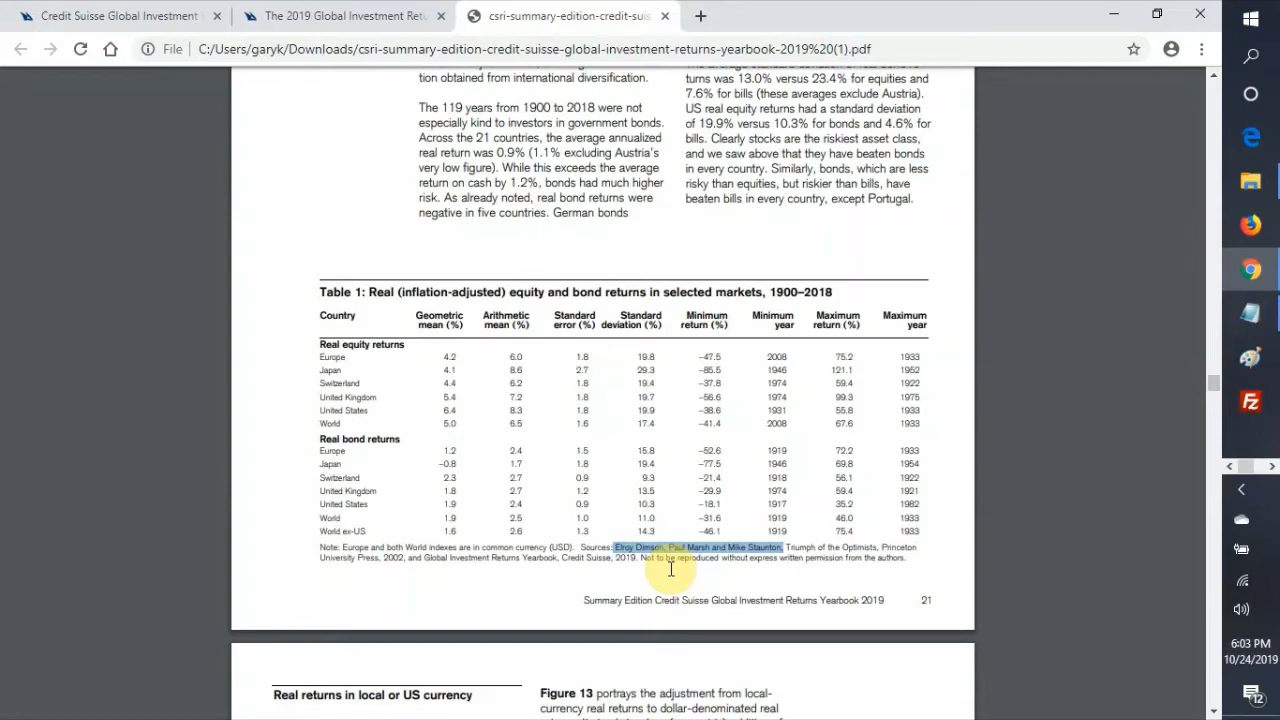 Credit Suisse Global Investment
The 2019 Global Investment Retu
csri-summary-edition-credit-suis
File
C:/Users/garyk/Downloads/csri-summary-edition-credit-suisse-global-investment-returns-yearbook-2019%20(1).pdf
tion obtained from international diversification.
The 119 years from 1900 to 2018 were not
especially kind to investors in government bonds.
Across the 21 countries, the average annualized
real return was 0.9% (1.1% excluding Austria's
very low figure). While this exceeds the average
return on cash by 1.2%, bonds had much higher
risk. As already noted, real bond returns were
negative in five countries. German bonds
turns was 13.0% versus 23.4% for equities and
7.6% for bills (these averages exclude Austria).
US real equity returns had a standard deviation
of 19.9% versus 10.3% for bonds and 4.6% for
bills. Clearly stocks are the riskiest asset class,
and we saw above that they have beaten bonds
in every country. Similarly, bonds, which are less
risky than equities, but riskier than bills, have
beaten bills in every country, except Portugal.
Table 1: Real (inflation-adjusted) equity and bond returns in selected markets, 1900–2018
Country Geometric Arithmetic Standard Standard Minimum Minimum Maximum Maximum
mean (%) mean (%) error (%) deviation (%) return (%) year return (%) year
Real equity returns
Europe 4.2 6.0 1.8 19.8 –47.5 2008 75.2 1933
Japan 4.1 8.6 2.7 29.3 –85.5 1946 121.1 1952
Switzerland 4.4 6.2 1.8 19.4 –37.8 1974 59.4 1922
United Kingdom 5.4 7.2 1.8 19.7 –56.6 1974 99.3 1975
United States 6.4 8.3 1.8 19.9 –38.6 1931 55.8 1933
World 5.0 6.5 1.6 17.4 –41.4 2008 67.6 1933
Real bond returns
Europe 1.2 2.4 1.5 15.8 –52.6 1919 72.2 1933
Japan –0.8 1.7 1.8 19.4 –77.5 1946 69.8 1954
Switzerland 2.3 2.7 0.9 9.3 –21.4 1918 56.1 1922
United Kingdom 1.8 2.7 1.2 13.5 –29.9 1974 59.4 1921
United States 1.9 2.4 0.9 10.3 –18.1 1917 35.2 1982
World 1.9 2.5 1.0 11.0 –31.6 1919 46.0 1933
World ex-US 1.6 2.6 1.3 14.3 –46.1 1919 75.4 1933
Note: Europe and both World indexes are in common currency (USD). Sources: Elroy Dimson, Paul Marsh and Mike Staunton, Triumph of the Optimists, Princeton
University Press, 2002, and Global Investment Returns Yearbook, Credit Suisse, 2019. Not to be reproduced without express written permission from the authors.
Summary Edition Credit Suisse Global Investment Returns Yearbook 2019 21
Real returns in local or US currency
Figure 13 portrays the adjustment from local-
currency real returns to dollar-denominated real
6:03 PM
10/24/2019
12